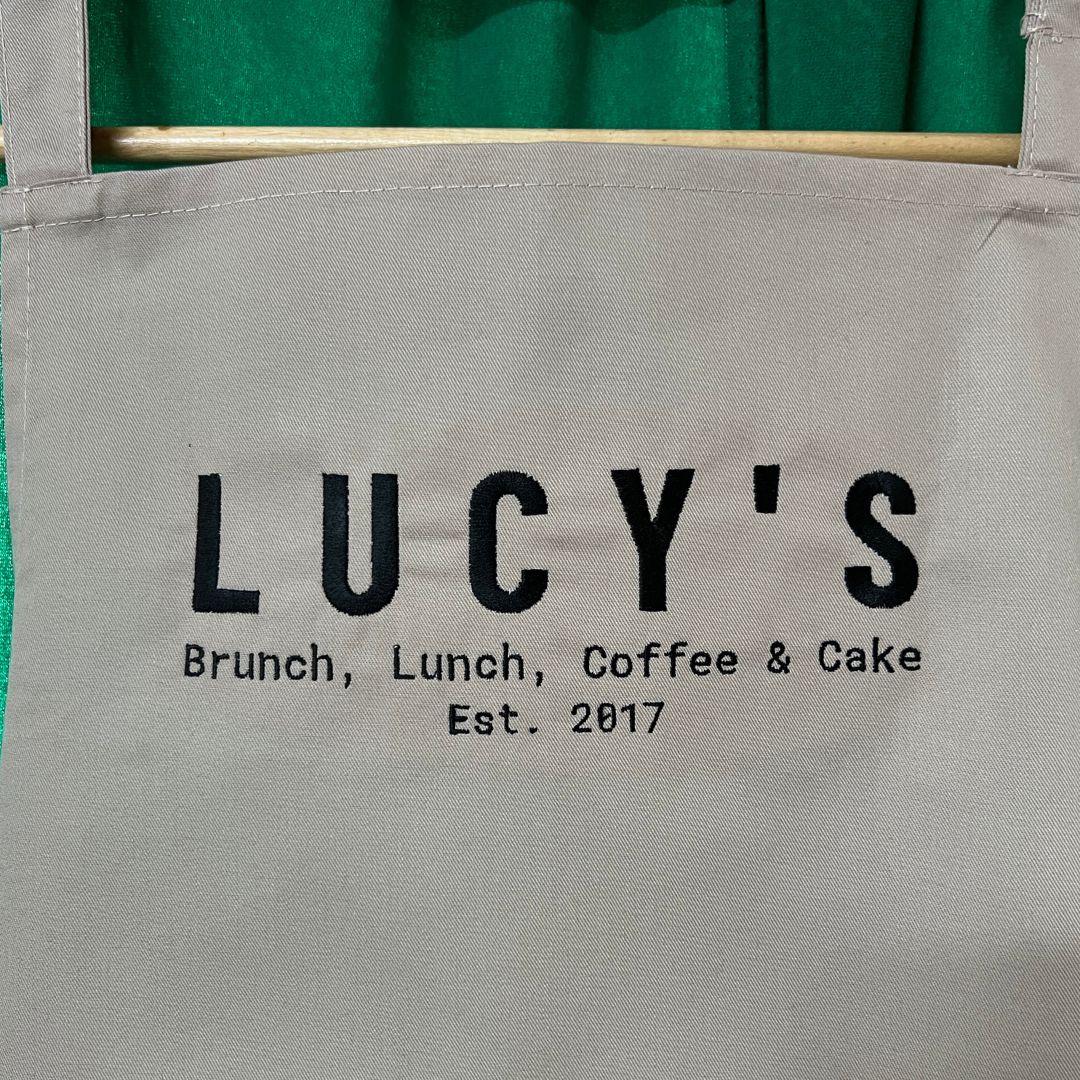 LUCY'S
Brunch, Lunch, Coffee & Cake
Est. 2017